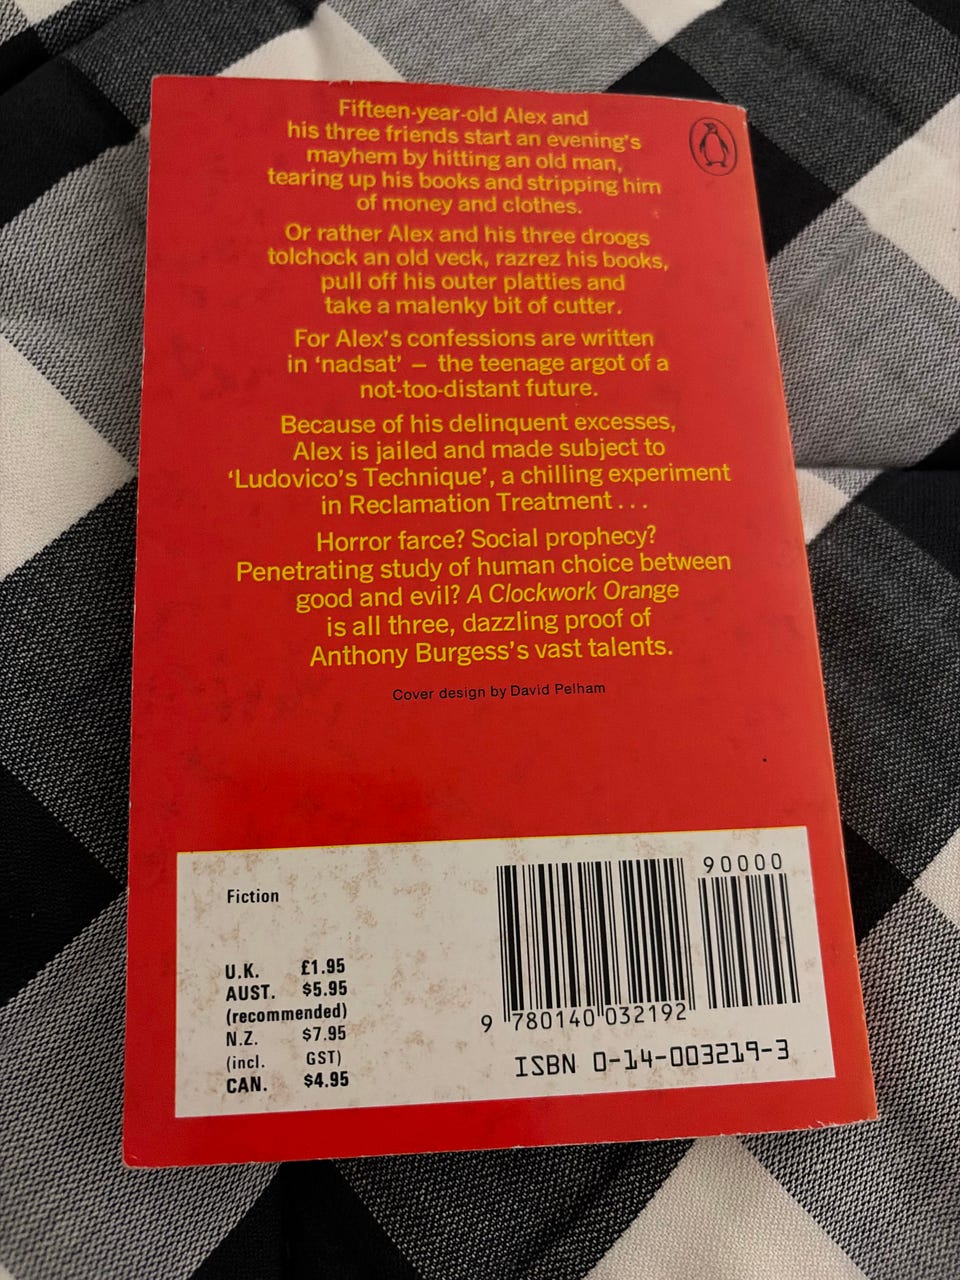 Fifteen-year-old Alex and
his three friends start an evening's
mayhem by hitting an old man,
tearing up his books and stripping him
of money and clothes.
Or rather Alex and his three droogs
tolchock an old veck, razrez his books,
pull off his outer platties and
take a malenky bit of cutter.
For Alex's confessions are written
in 'nadsat' – the teenage argot of a
not-too-distant future.
Because of his delinquent excesses,
Alex is jailed and made subject to
'Ludovico's Technique', a chilling experiment
in Reclamation Treatment . . .
Horror farce? Social prophecy?
Penetrating study of human choice between
good and evil? A Clockwork Orange
is all three, dazzling proof of
Anthony Burgess's vast talents.
Cover design by David Pelham
Fiction
U.K. £1.95
AUST. $5.95
(recommended)
N.Z. $7.95
(incl. GST)
CAN. $4.95
90000
9 780140 032192
ISBN 0-14-003219-3